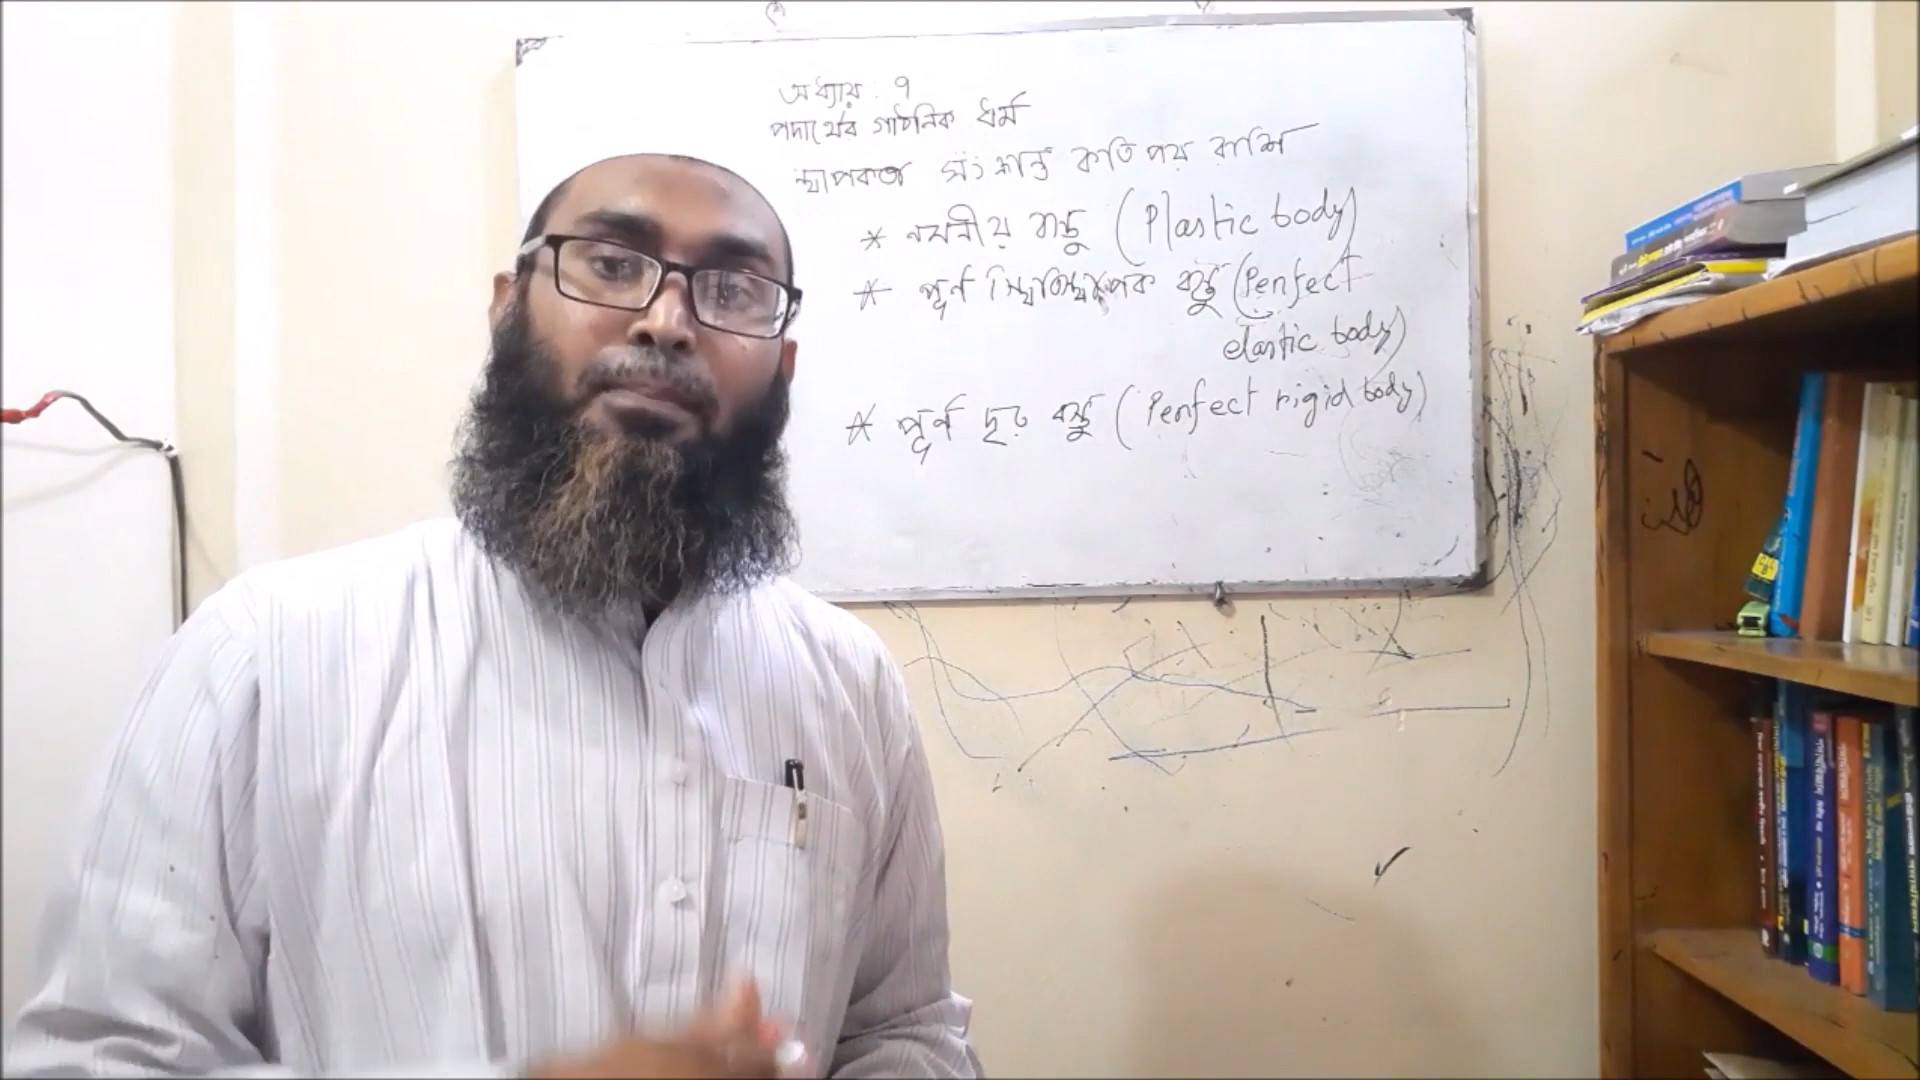 অধ্যায় : ৭
পদার্থের গাঠনিক ধর্ম
স্থাপকতা সংক্রান্ত কতিপয় রাশি
* নমনীয় বস্তু (Plastic body)
* পূর্ণ স্থিতিস্থাপক বস্তু (Perfect
elastic body)
* পূর্ণ দৃঢ় বস্তু (Perfect rigid body)